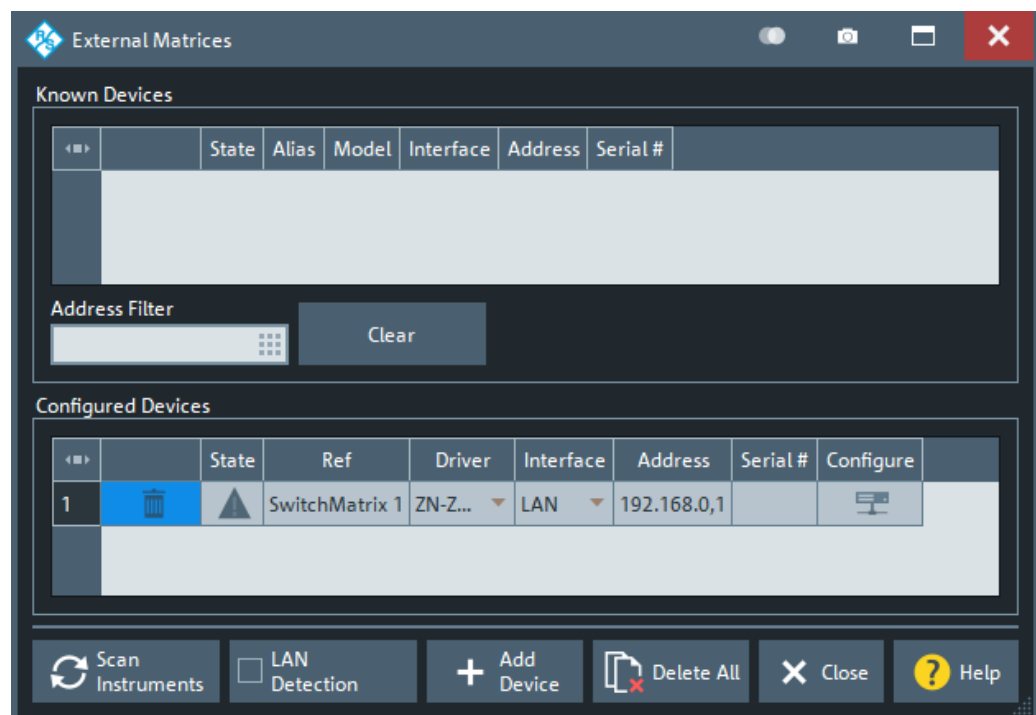 R&S External Matrices
Known Devices
State Alias Model Interface Address Serial #
Address Filter
Clear
Configured Devices
State Ref Driver Interface Address Serial # Configure
1 SwitchMatrix 1 ZN-Z... LAN 192.168.0,1
Scan Instruments
LAN Detection
Add Device
Delete All
Close
? Help